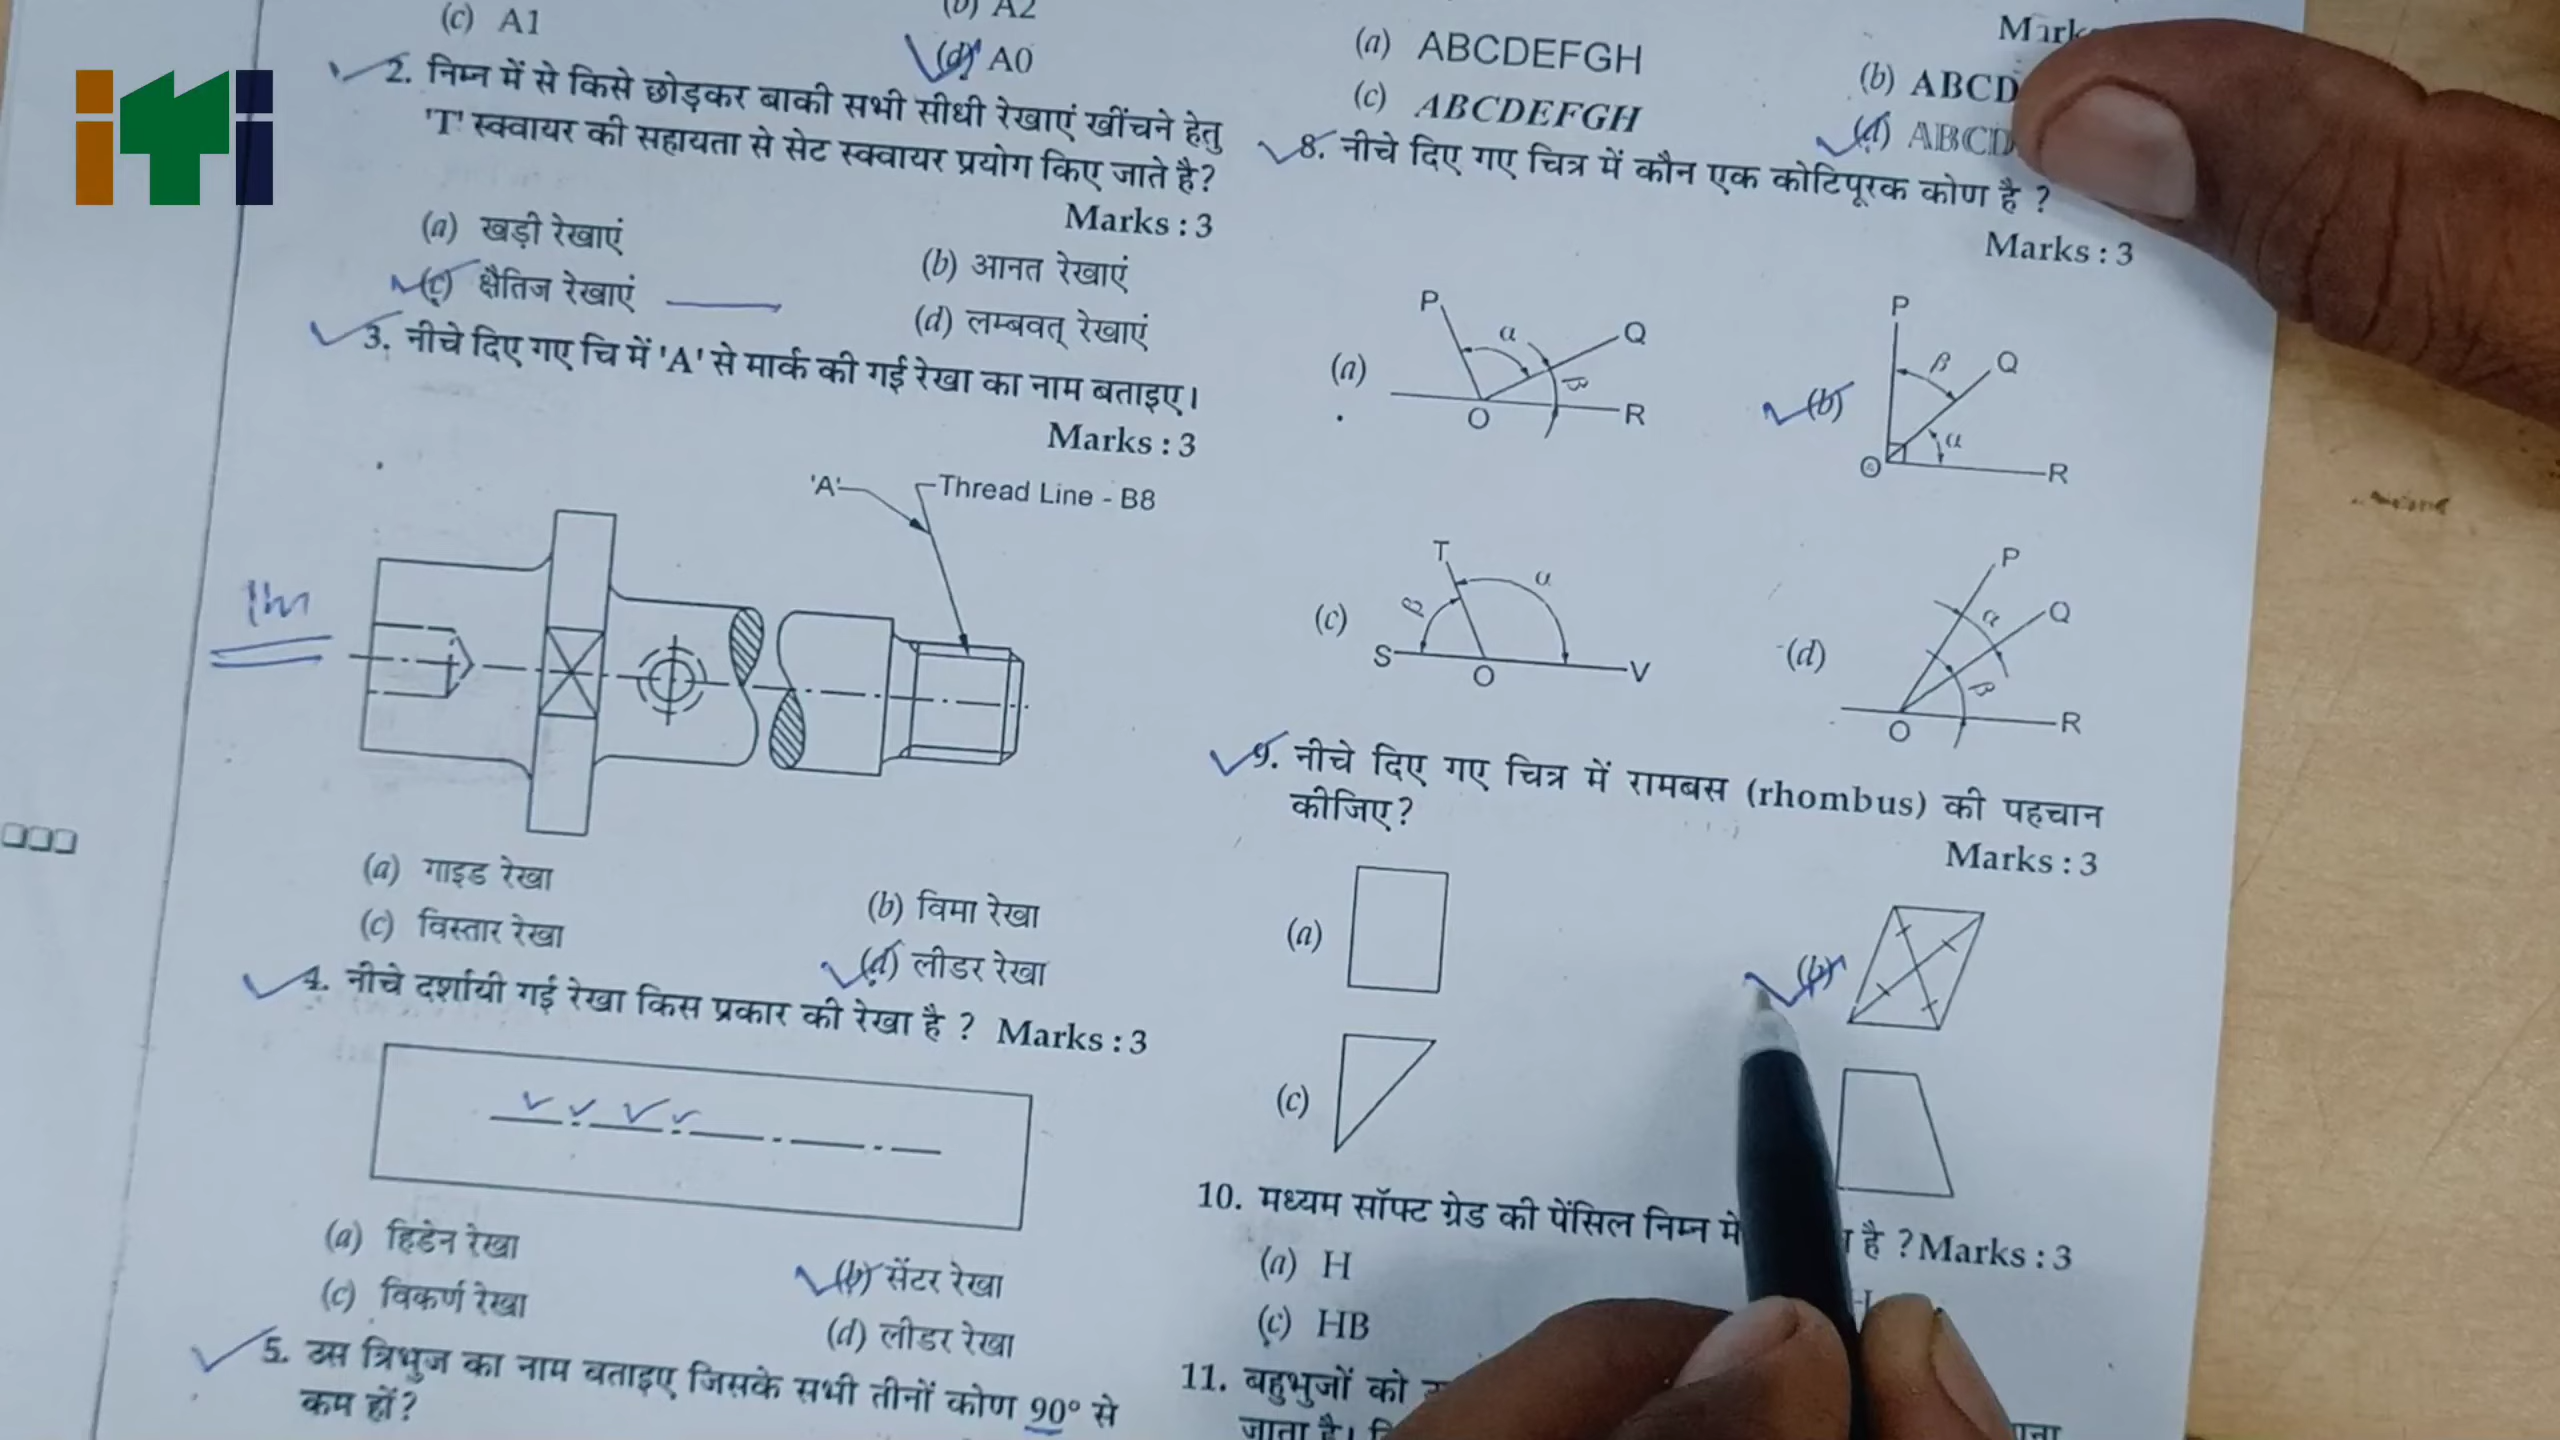 iTi
(c) A1
(b) A2
(d) A0
2. निम्न में से किसे छोड़कर बाकी सभी सीधी रेखाएं खींचने हेतु
'T' स्क्वायर की सहायता से सेट स्क्वायर प्रयोग किए जाते है?
Marks : 3
(a) खड़ी रेखाएं
(b) आनत रेखाएं
(c) क्षैतिज रेखाएं
(d) लम्बवत् रेखाएं
3. नीचे दिए गए चि में 'A' से मार्क की गई रेखा का नाम बताइए।
Marks : 3
'A'
Thread Line - B8
(a) गाइड रेखा
(b) विमा रेखा
(c) विस्तार रेखा
(d) लीडर रेखा
4. नीचे दर्शायी गई रेखा किस प्रकार की रेखा है ? Marks : 3
(a) हिडेन रेखा
(b) सेंटर रेखा
(c) विकर्ण रेखा
(d) लीडर रेखा
5. उस त्रिभुज का नाम बताइए जिसके सभी तीनों कोण 90° से
कम हों?
(a) ABCDEFGH
(b) ABCD
(c) ABCDEFGH
(d) ABCD
8. नीचे दिए गए चित्र में कौन एक कोटिपूरक कोण है ?
Marks : 3
(a) P α Q β O R
(b) P β Q α O R
(c) T α β S O V
(d) P α Q β O R
9. नीचे दिए गए चित्र में रामबस (rhombus) की पहचान
कीजिए?
Marks : 3
(a)
(b)
(c)
10. मध्यम सॉफ्ट ग्रेड की पेंसिल निम्न में है ? Marks : 3
(a) H
(c) HB
11. बहुभुजों को
जाता है।